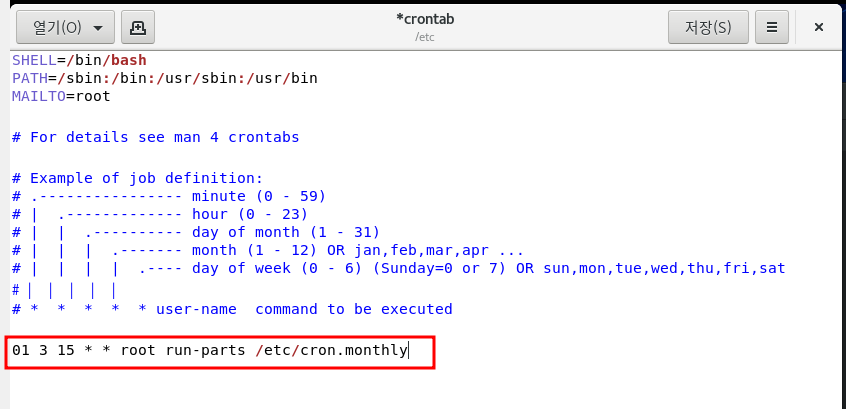 열기(O)
*crontab
/etc
저장(S)
SHELL=/bin/bash
PATH=/sbin:/bin:/usr/sbin:/usr/bin
MAILTO=root
# For details see man 4 crontabs
# Example of job definition:
# .---------------- minute (0 - 59)
# |  .------------- hour (0 - 23)
# |  |  .---------- day of month (1 - 31)
# |  |  |  .------- month (1 - 12) OR jan,feb,mar,apr ...
# |  |  |  |  .---- day of week (0 - 6) (Sunday=0 or 7) OR sun,mon,tue,wed,thu,fri,sat
# | | | | |
# *  *  *  *  * user-name  command to be executed
01 3 15 * * root run-parts /etc/cron.monthly